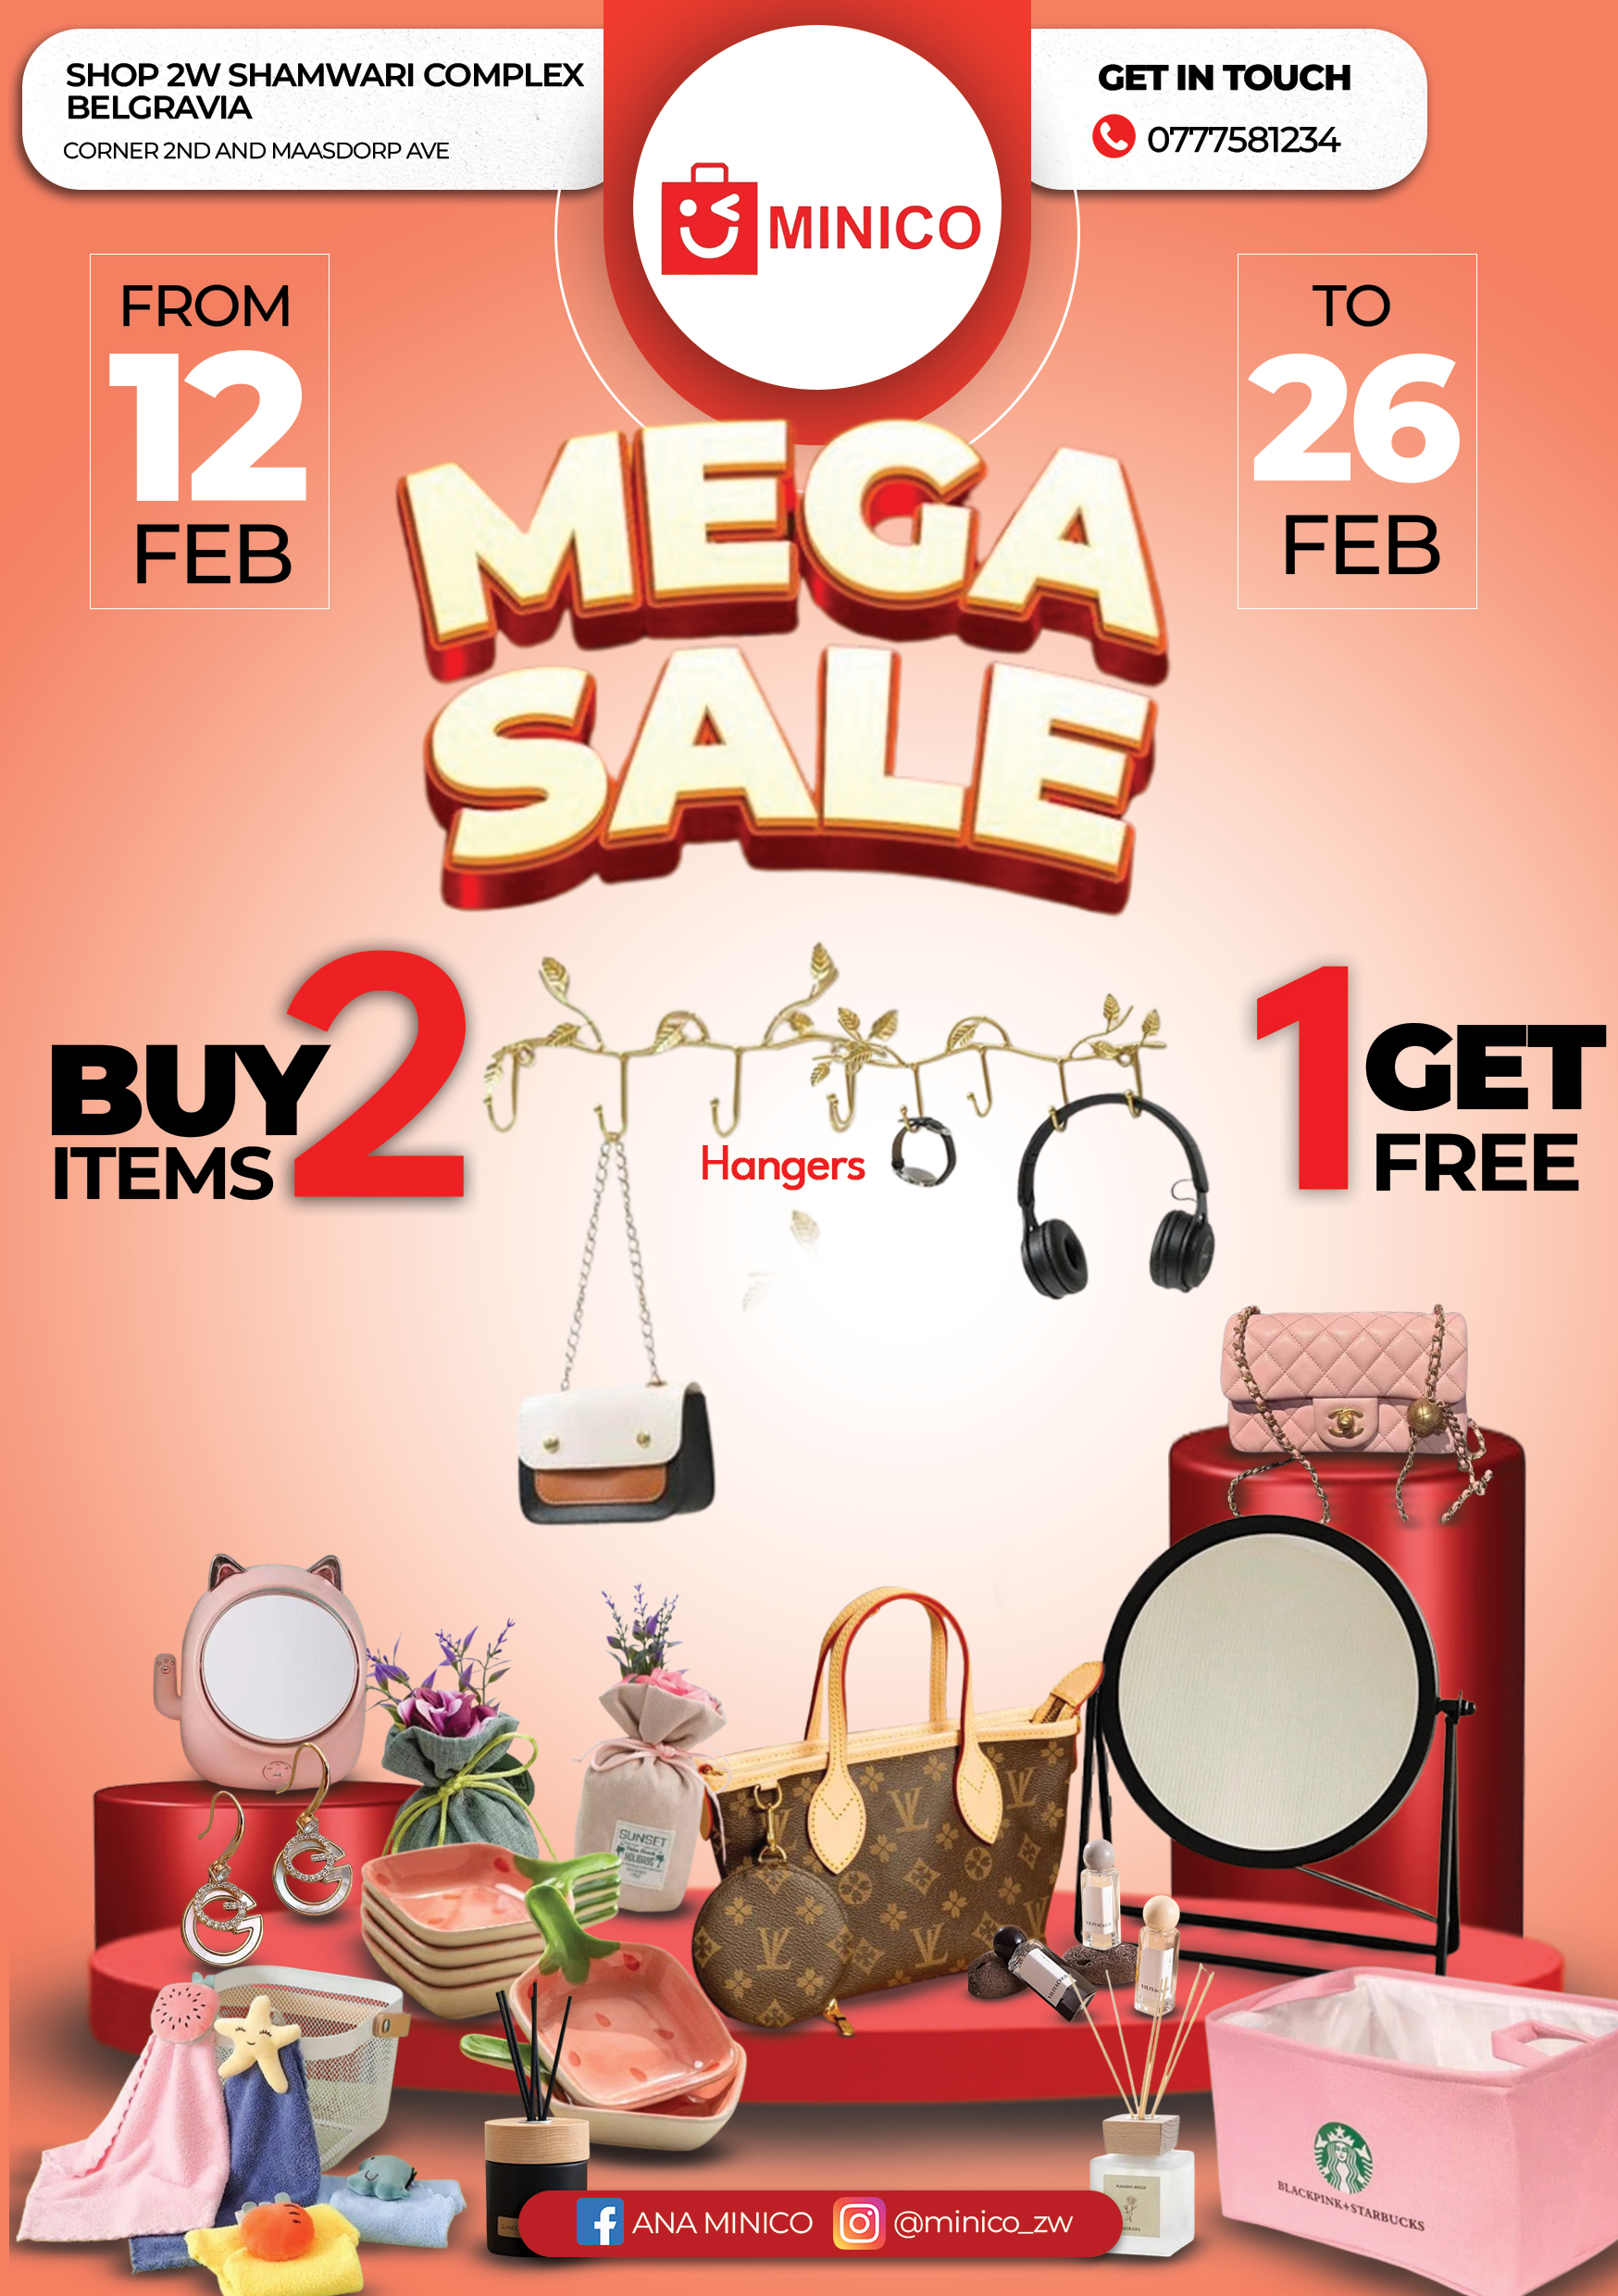 SHOP 2W SHAMWARI COMPLEX
BELGRAVIA
CORNER 2ND AND MAASDORP AVE
MINICO
GET IN TOUCH
0777581234
FROM
12
FEB
TO
26
FEB
MEGA
SALE
BUY 2
ITEMS
1 GET
FREE
Hangers
SUNSET
HOLIDAYS
BLACKPINK+STARBUCKS
ANA MINICO
@minico_zw